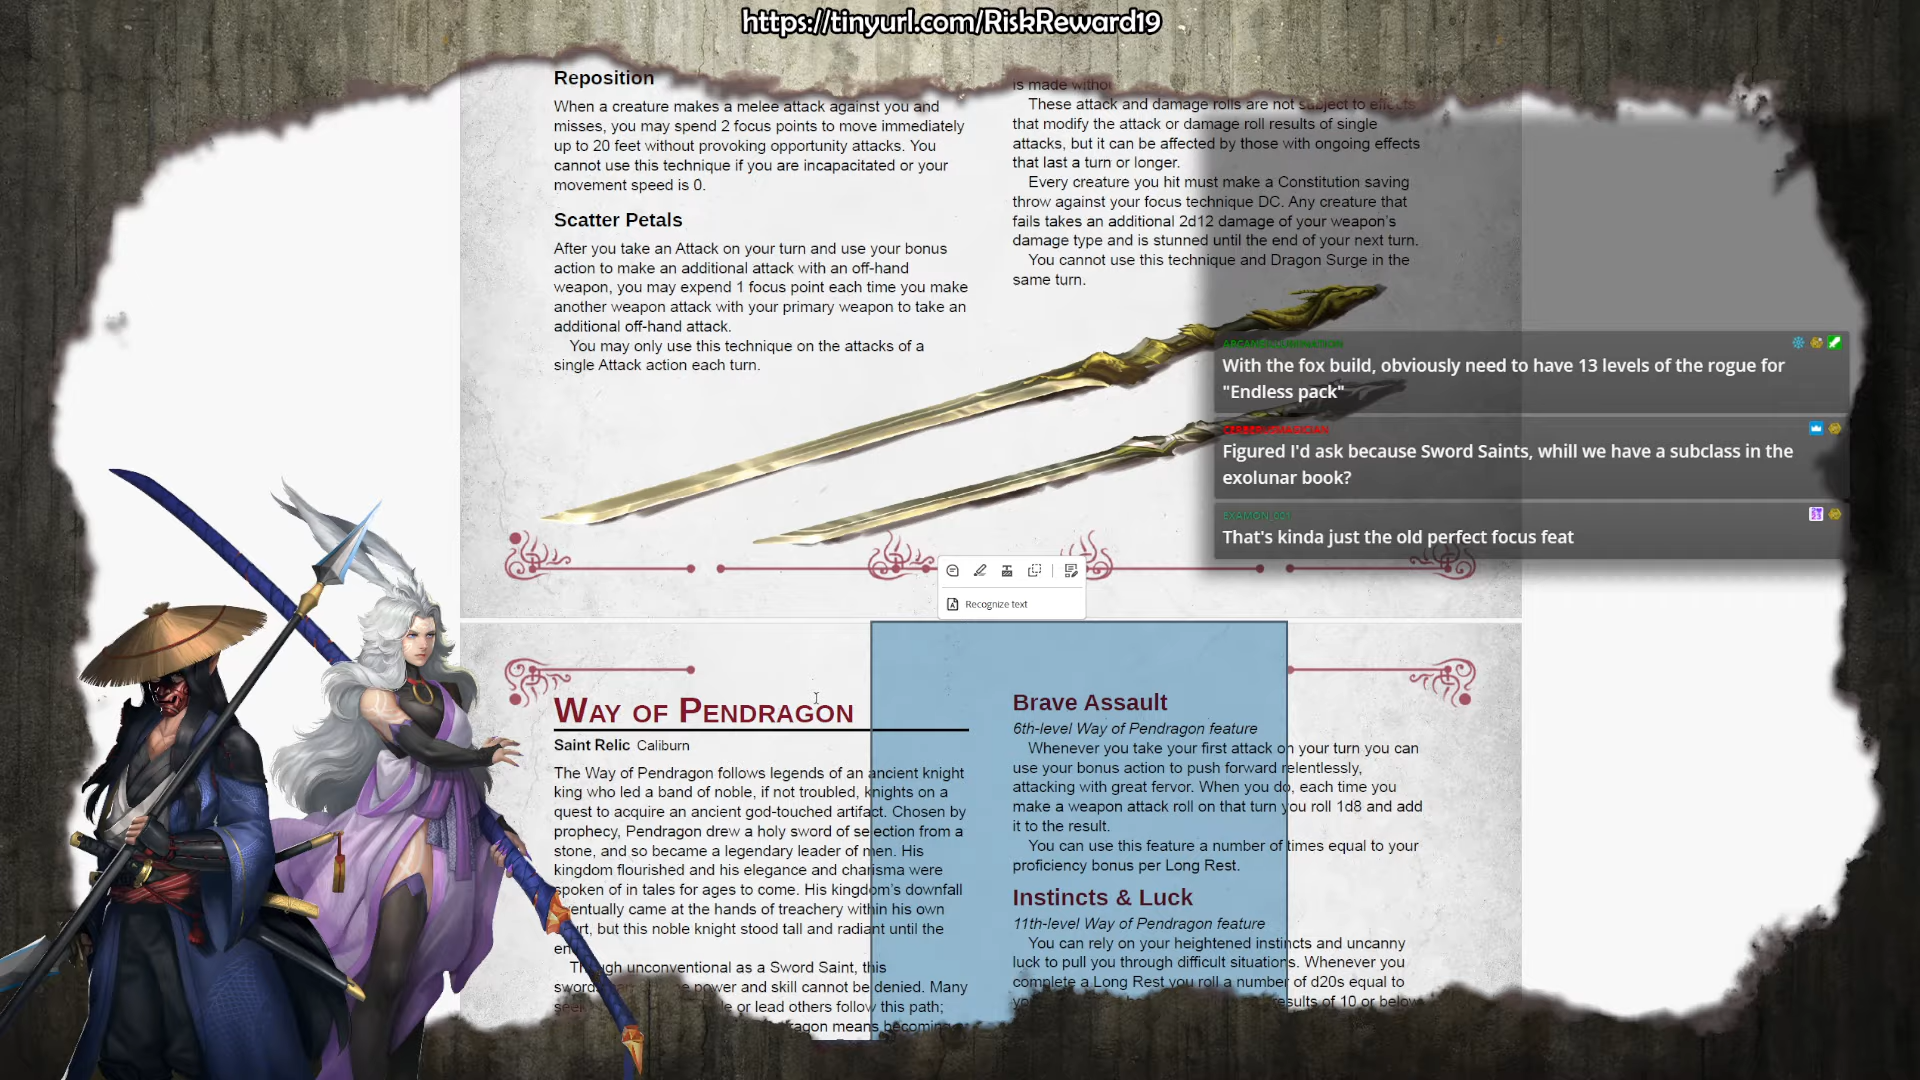 https://tinyurl.com/RiskReward19
Reposition
When a creature makes a melee attack against you and
misses, you may spend 2 focus points to move immediately
up to 20 feet without provoking opportunity attacks. You
cannot use this technique if you are incapacitated or your
movement speed is 0.
Scatter Petals
After you take an Attack on your turn and use your bonus
action to make an additional attack with an off-hand
weapon, you may expend 1 focus point each time you make
another weapon attack with your primary weapon to take an
additional off-hand attack.
You may only use this technique on the attacks of a
single Attack action each turn.
is made without
These attack and damage rolls are not subject to effects
that modify the attack or damage roll results of single
attacks, but it can be affected by those with ongoing effects
that last a turn or longer.
Every creature you hit must make a Constitution saving
throw against your focus technique DC. Any creature that
fails takes an additional 2d12 damage of your weapon's
damage type and is stunned until the end of your next turn.
You cannot use this technique and Dragon Surge in the
same turn.
With the fox build, obviously need to have 13 levels of the rogue for
"Endless pack"
Figured I'd ask because Sword Saints, whill we have a subclass in the
exolunar book?
EXAMON_001
That's kinda just the old perfect focus feat
Recognize text
Way of Pendragon
Saint Relic Caliburn
The Way of Pendragon follows legends of an ancient knight
king who led a band of noble, if not troubled, knights on a
quest to acquire an ancient god-touched artifact. Chosen by
prophecy, Pendragon drew a holy sword of selection from a
stone, and so became a legendary leader of men. His
kingdom flourished and his elegance and charisma were
spoken of in tales for ages to come. His kingdom's downfall
eventually came at the hands of treachery within his own
court, but this noble knight stood tall and radiant until the
Though unconventional as a Sword Saint, this
power and skill cannot be denied. Many
or lead others follow this path;
means becoming
Brave Assault
6th-level Way of Pendragon feature
Whenever you take your first attack on your turn you can
use your bonus action to push forward relentlessly,
attacking with great fervor. When you do, each time you
make a weapon attack roll on that turn you roll 1d8 and add
it to the result.
You can use this feature a number of times equal to your
proficiency bonus per Long Rest.
Instincts & Luck
11th-level Way of Pendragon feature
You can rely on your heightened instincts and uncanny
luck to pull you through difficult situations. Whenever you
complete a Long Rest you roll a number of d20s equal to
results of 10 or below